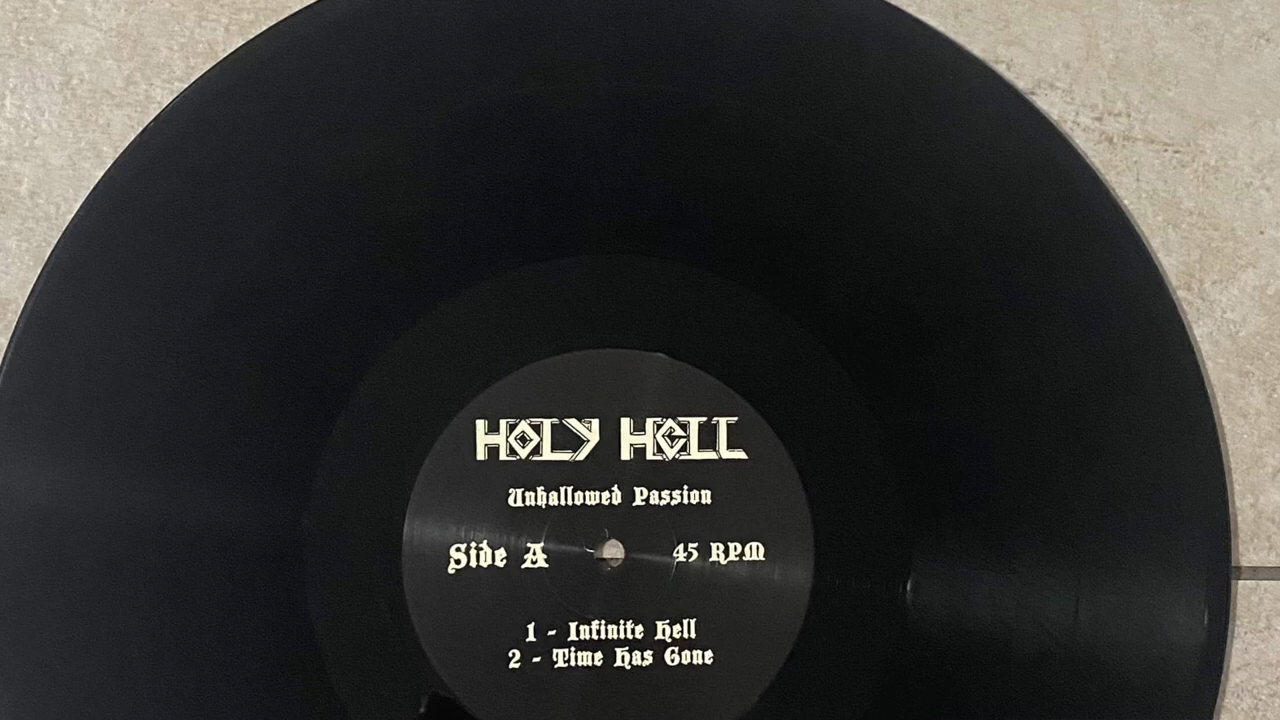 HOLY HELL
Unhallowed Passion
Side A
45 RPM
1 - Infinite Hell
2 - Time Has Gone